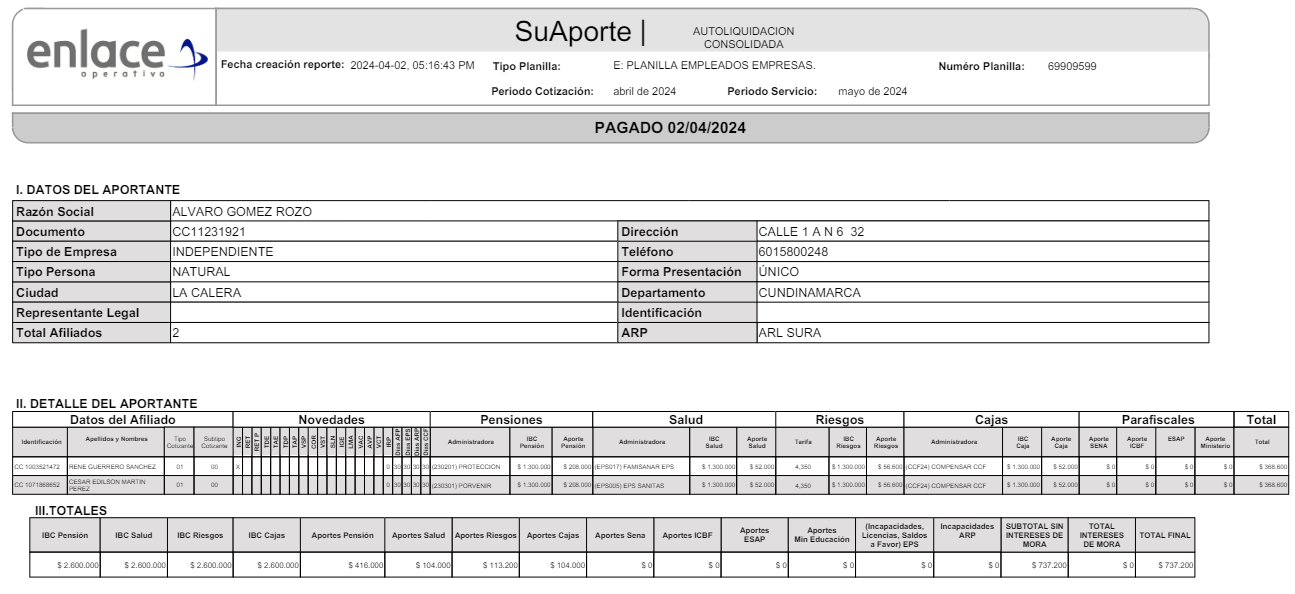 enlace
operativo
SuAporte |
AUTOLIQUIDACION
CONSOLIDADA
Fecha creación reporte: 2024-04-02, 05:16:43 PM Tipo Planilla: E: PLANILLA EMPLEADOS EMPRESAS. Numéro Planilla: 69909599
Periodo Cotización: abril de 2024 Periodo Servicio: mayo de 2024
PAGADO 02/04/2024
I. DATOS DEL APORTANTE
Razón Social ALVARO GOMEZ ROZO
Documento CC11231921 Dirección CALLE 1 A N 6 32
Tipo de Empresa INDEPENDIENTE Teléfono 6015800248
Tipo Persona NATURAL Forma Presentación ÚNICO
Ciudad LA CALERA Departamento CUNDINAMARCA
Representante Legal Identificación
Total Afiliados 2 ARP ARL SURA
II. DETALLE DEL APORTANTE
Datos del Afiliado Novedades Pensiones Salud Riesgos Cajas Parafiscales Total
Identificación Apellidos y Nombres Tipo Cotizante Subtipo Cotizante ING RET RET P TDE TAE TDP TAP VSP COR VST SLN IGE LMA VAC AVP VCT IRP Dias AFP Dias EPS Dias ARP Dias CCF Administradora IBC Pensión Aporte Pensión Administradora IBC Salud Aporte Salud Tarifa IBC Riesgos Aporte Riesgos Administradora IBC Caja Aporte Caja Aporte SENA Aporte ICBF ESAP Aporte Ministerio Total
CC 1003521472 RENE GUERRERO SANCHEZ 01 00 X 0 30 30 30 30 (230201) PROTECCION $ 1.300.000 $ 208.000 (EPS017) FAMISANAR EPS $ 1.300.000 $ 52.000 4,350 $ 1.300.000 $ 56.600 (CCF24) COMPENSAR CCF $ 1.300.000 $ 52.000 $ 0 $ 0 $ 0 $ 0 $ 368.600
CC 1071868652 CESAR EDILSON MARTIN PEREZ 01 00 0 30 30 30 30 (230301) PORVENIR $ 1.300.000 $ 208.000 (EPS005) EPS SANITAS $ 1.300.000 $ 52.000 4,350 $ 1.300.000 $ 56.600 (CCF24) COMPENSAR CCF $ 1.300.000 $ 52.000 $ 0 $ 0 $ 0 $ 0 $ 368.600
III.TOTALES
IBC Pensión IBC Salud IBC Riesgos IBC Cajas Aportes Pensión Aportes Salud Aportes Riesgos Aportes Cajas Aportes Sena Aportes ICBF Aportes ESAP Aportes Min Educación (Incapacidades, Licencias, Saldos a Favor) EPS Incapacidades ARP SUBTOTAL SIN INTERESES DE MORA TOTAL INTERESES DE MORA TOTAL FINAL
$ 2.600.000 $ 2.600.000 $ 2.600.000 $ 2.600.000 $ 416.000 $ 104.000 $ 113.200 $ 104.000 $ 0 $ 0 $ 0 $ 0 $ 0 $ 0 $ 737.200 $ 0 $ 737.200